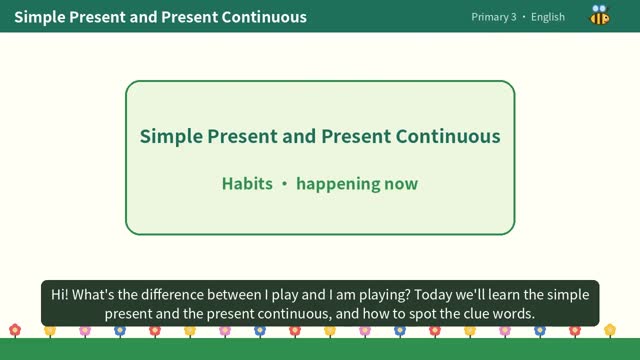 Simple Present and Present Continuous
Primary 3 • English
Simple Present and Present Continuous
Habits • happening now
Hi! What's the difference between I play and I am playing? Today we'll learn the simple
present and the present continuous, and how to spot the clue words.